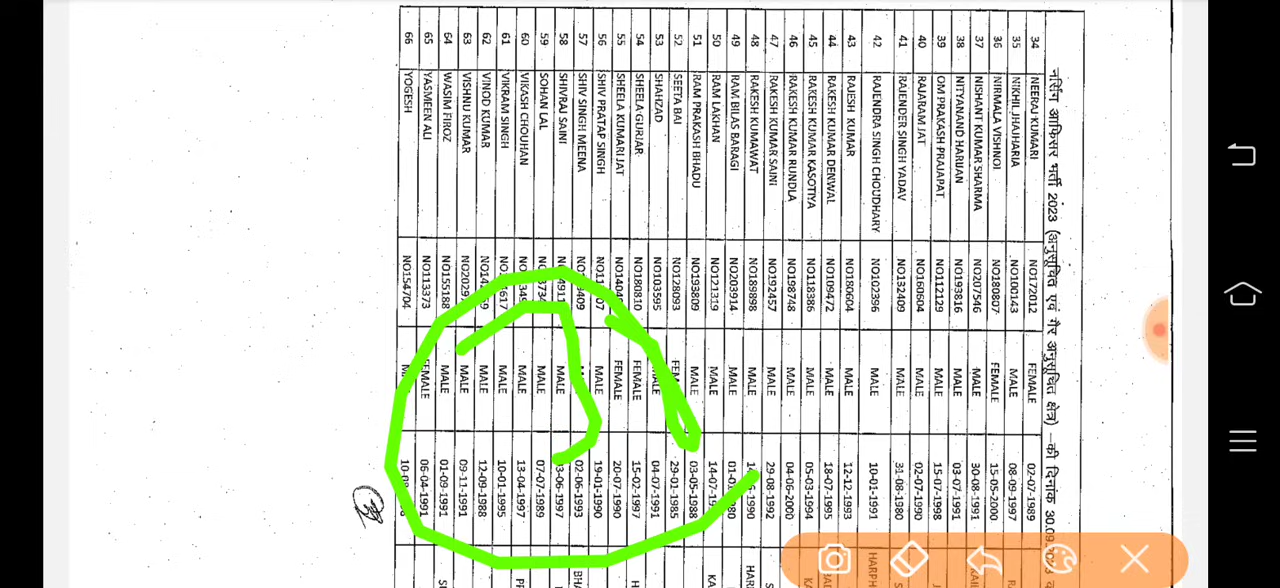 नर्सिंग आफिसर भर्ती 2023 (अनुसूचित एवं गैर अनुसूचित क्षेत्र) –की दिनांक 30.09.
34 NEERAJ KUMARI NO172012 FEMALE 02-07-1989
35 NIKHIL JHAJHARIA NO100143 MALE 08-09-1997
36 NIRMALA VISHNOI NO180807 FEMALE 15-05-2000
37 NISHANT KUMAR SHARMA NO207546 MALE 30-08-1991
38 NITYANAND HARIJAN NO193816 MALE 03-07-1991
39 OM PRAKASH PRAJAPAT NO112129 MALE 15-07-1998
40 RAJARAM JAT NO160604 MALE 02-07-1990
41 RAJENDER SINGH YADAV NO132409 MALE 31-08-1980
42 RAJENDRA SINGH CHOUDHARY NO102396 MALE 10-01-1991 HARPH
43 RAJESH KUMAR NO180604 MALE 12-12-1993
44 RAKESH KUMAR DENWAL NO109472 MALE 18-07-1995
45 RAKESH KUMAR KASOTIYA NO118386 MALE 05-03-1994
46 RAKESH KUMAR RUNDLA NO198748 MALE 04-06-2000
47 RAKESH KUMAR SAINI NO192457 MALE 29-08-1992
48 RAKESH KUMAWAT NO189898 MALE HAR
49 RAM BILAS BARAGI NO203914 MALE
50 RAM LAKHAN NO121319 MALE KA
51 RAM PRAKASH BHADU NO193809 MALE 03-05-1988
52 SEETA BAI NO128093 29-01-1985
53 SHAHZAD NO103595 04-07-1991
54 SHEELA GURJAR NO180810 FEMALE 15-02-1997 H
55 SHEELA KUMARI JAT FEMALE 20-07-1990
56 SHIV PRATAP SINGH MALE 19-01-1990
57 SHIV SINGH MEENA 02-06-1993 BH
58 SHIVRAJ SAINI MALE
59 SOHAN LAL MALE 07-07-1989
60 VIKASH CHOUHAN MALE 13-04-1997
61 VIKRAM SINGH MALE 10-01-1995
62 VINOD KUMAR MALE 12-09-1988
63 VISHNU KUMAR MALE 09-11-1991
64 WASIM FIROZ NO155188 MALE 01-09-1991
65 YASMEEN ALI NO113373 FEMALE 06-04-1991
66 YOGESH NO154704